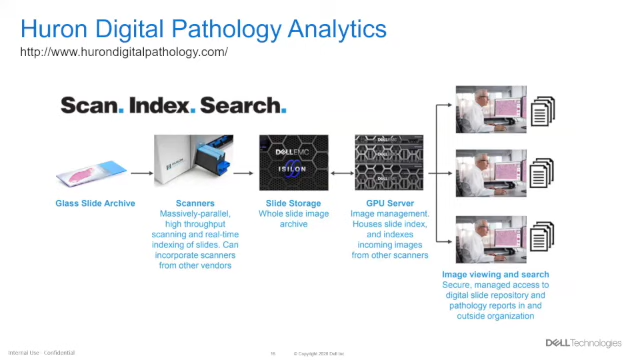 Huron Digital Pathology Analytics
http://www.hurondigitalpathology.com/
Scan. Index. Search.
DELLEMC
ISILON
Glass Slide Archive
Scanners
Massively-parallel,
high throughput
scanning and real-time
indexing of slides. Can
incorporate scanners
from other vendors
Slide Storage
Whole slide image
archive
GPU Server
Image management.
Houses slide index,
and indexes
incoming images
from other scanners
Image viewing and search
Secure, managed access to
digital slide repository and
pathology reports in and
outside organization
Internal Use - Confidential
© Copyright 2020 Dell Inc.
DELLTechnologies